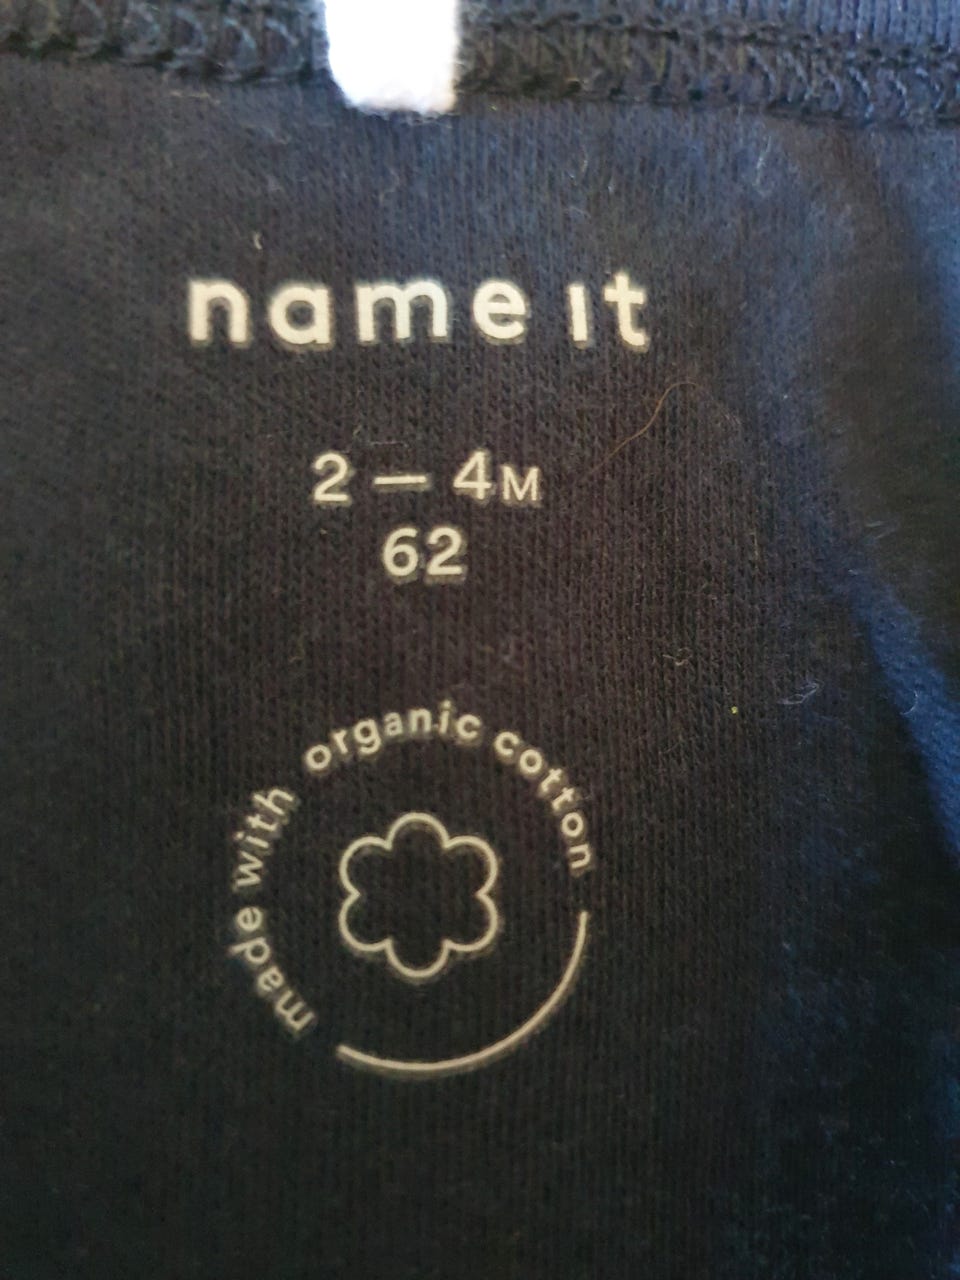 name it
2 — 4M
62
made with organic cotton